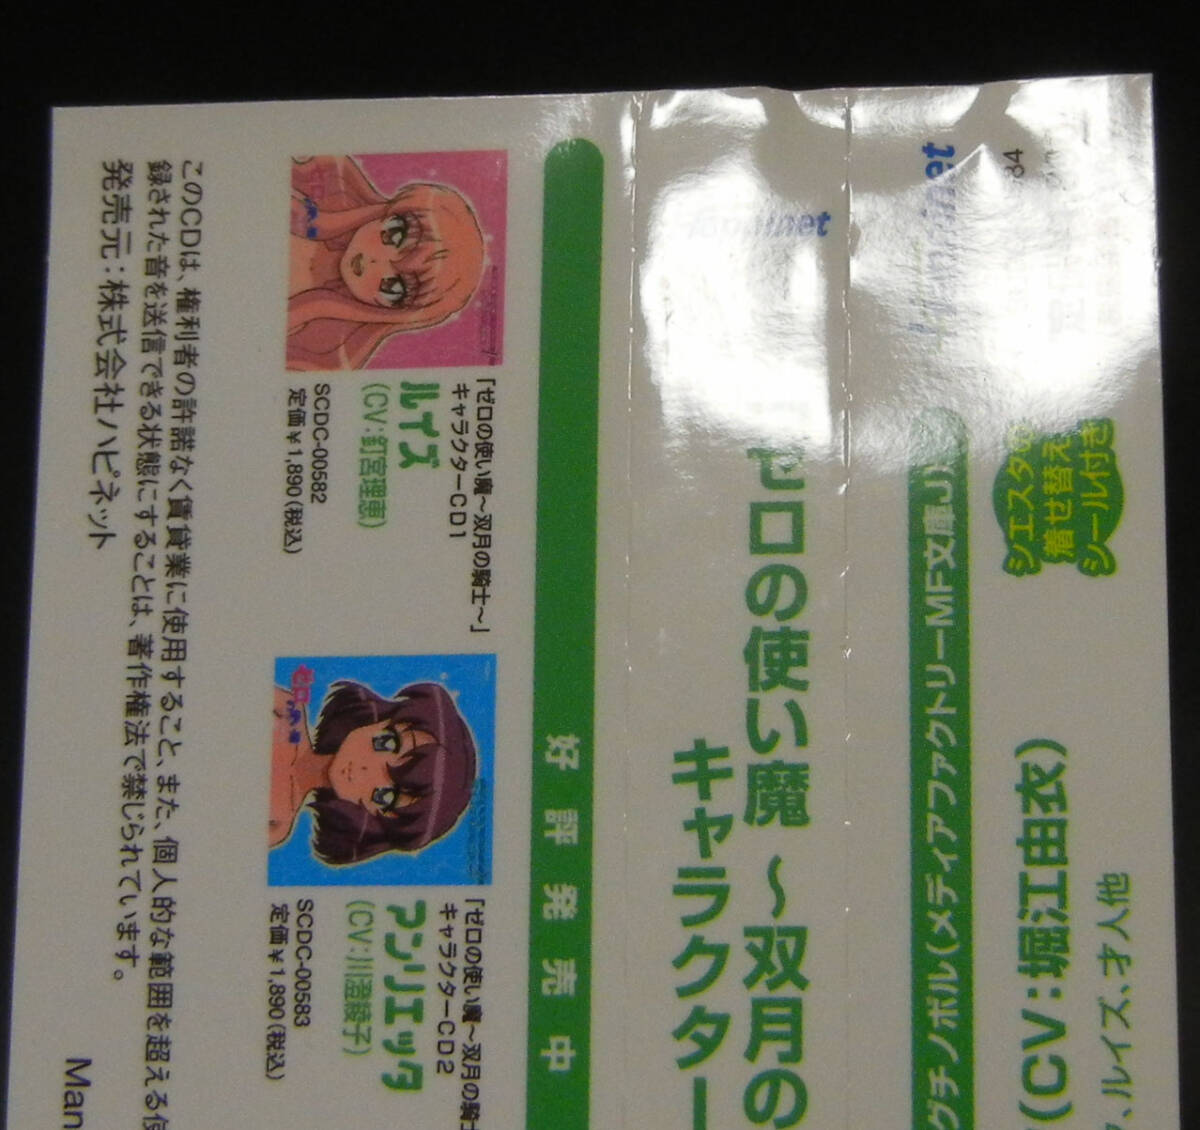 シエスタの
着せ替え
シール付き
(CV:堀江由衣)
、ルイズ、才人他
グチノボル(メディアファクトリーMF文庫J)
ゼロの使い魔 ～双月の
キャラクター
好評発売中
「ゼロの使い魔～双月の騎士～」
キャラクターCD1
ルイズ
(CV:釘宮理恵)
SCDC-00582
定価¥1,890(税込)
「ゼロの使い魔～双月の騎士
キャラクターCD2
アンリエッタ
(CV:川澄綾子)
SCDC-00583
定価¥1,890(税込)
このCDは、権利者の許諾なく賃貸業に使用すること、また、個人的な範囲を超える使
録された音を送信できる状態にすることは、著作権法で禁じられています。
発売元:株式会社ハピネット
Man